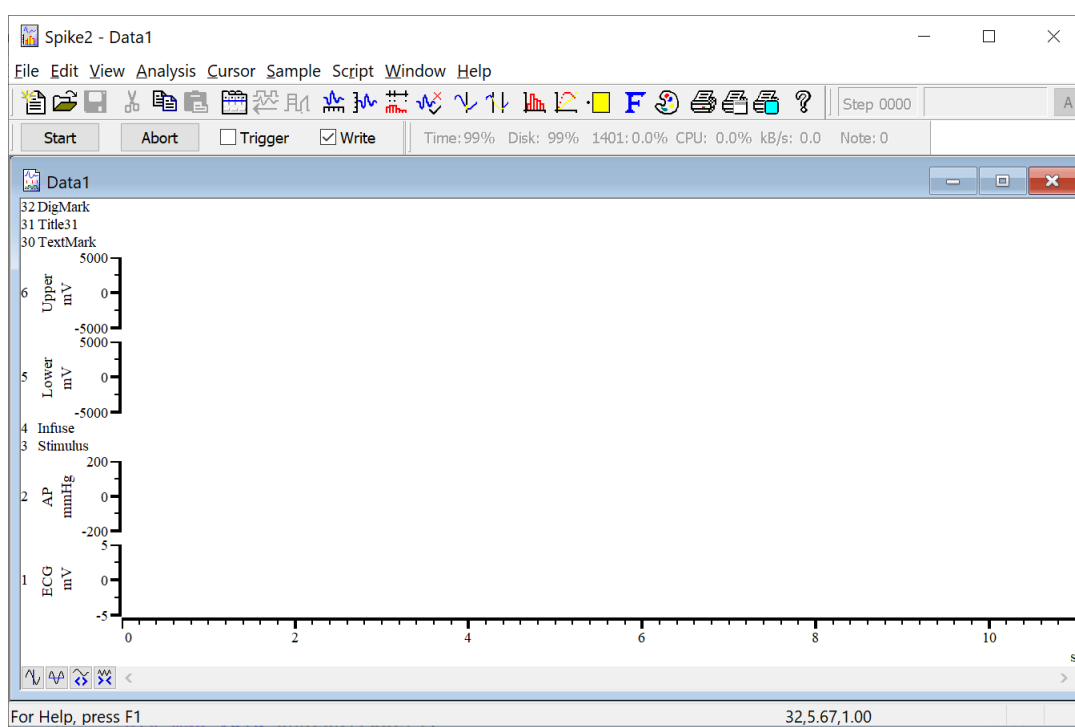 Spike2 - Data1
File Edit View Analysis Cursor Sample Script Window Help
Step 0000 A
Start Abort Trigger Write Time: 99% Disk: 99% 1401: 0.0% CPU: 0.0% kB/s: 0.0 Note: 0
Data1
32 DigMark
31 Title31
30 TextMark
5000
6 Upper mV 0
-5000
5000
5 Lower mV 0
-5000
4 Infuse
3 Stimulus
200
2 AP mmHg 0
-200
5
1 ECG mV 0
-5
0 2 4 6 8 10
s
For Help, press F1 32,5.67,1.00